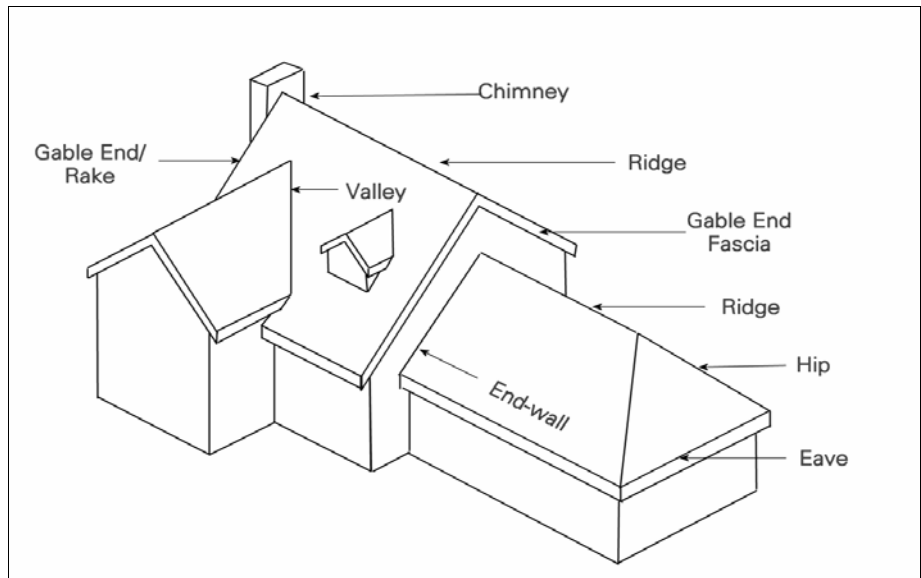 Chimney
Gable End/
Rake
Ridge
Valley
Gable End
Fascia
Ridge
Hip
End-wall
Eave